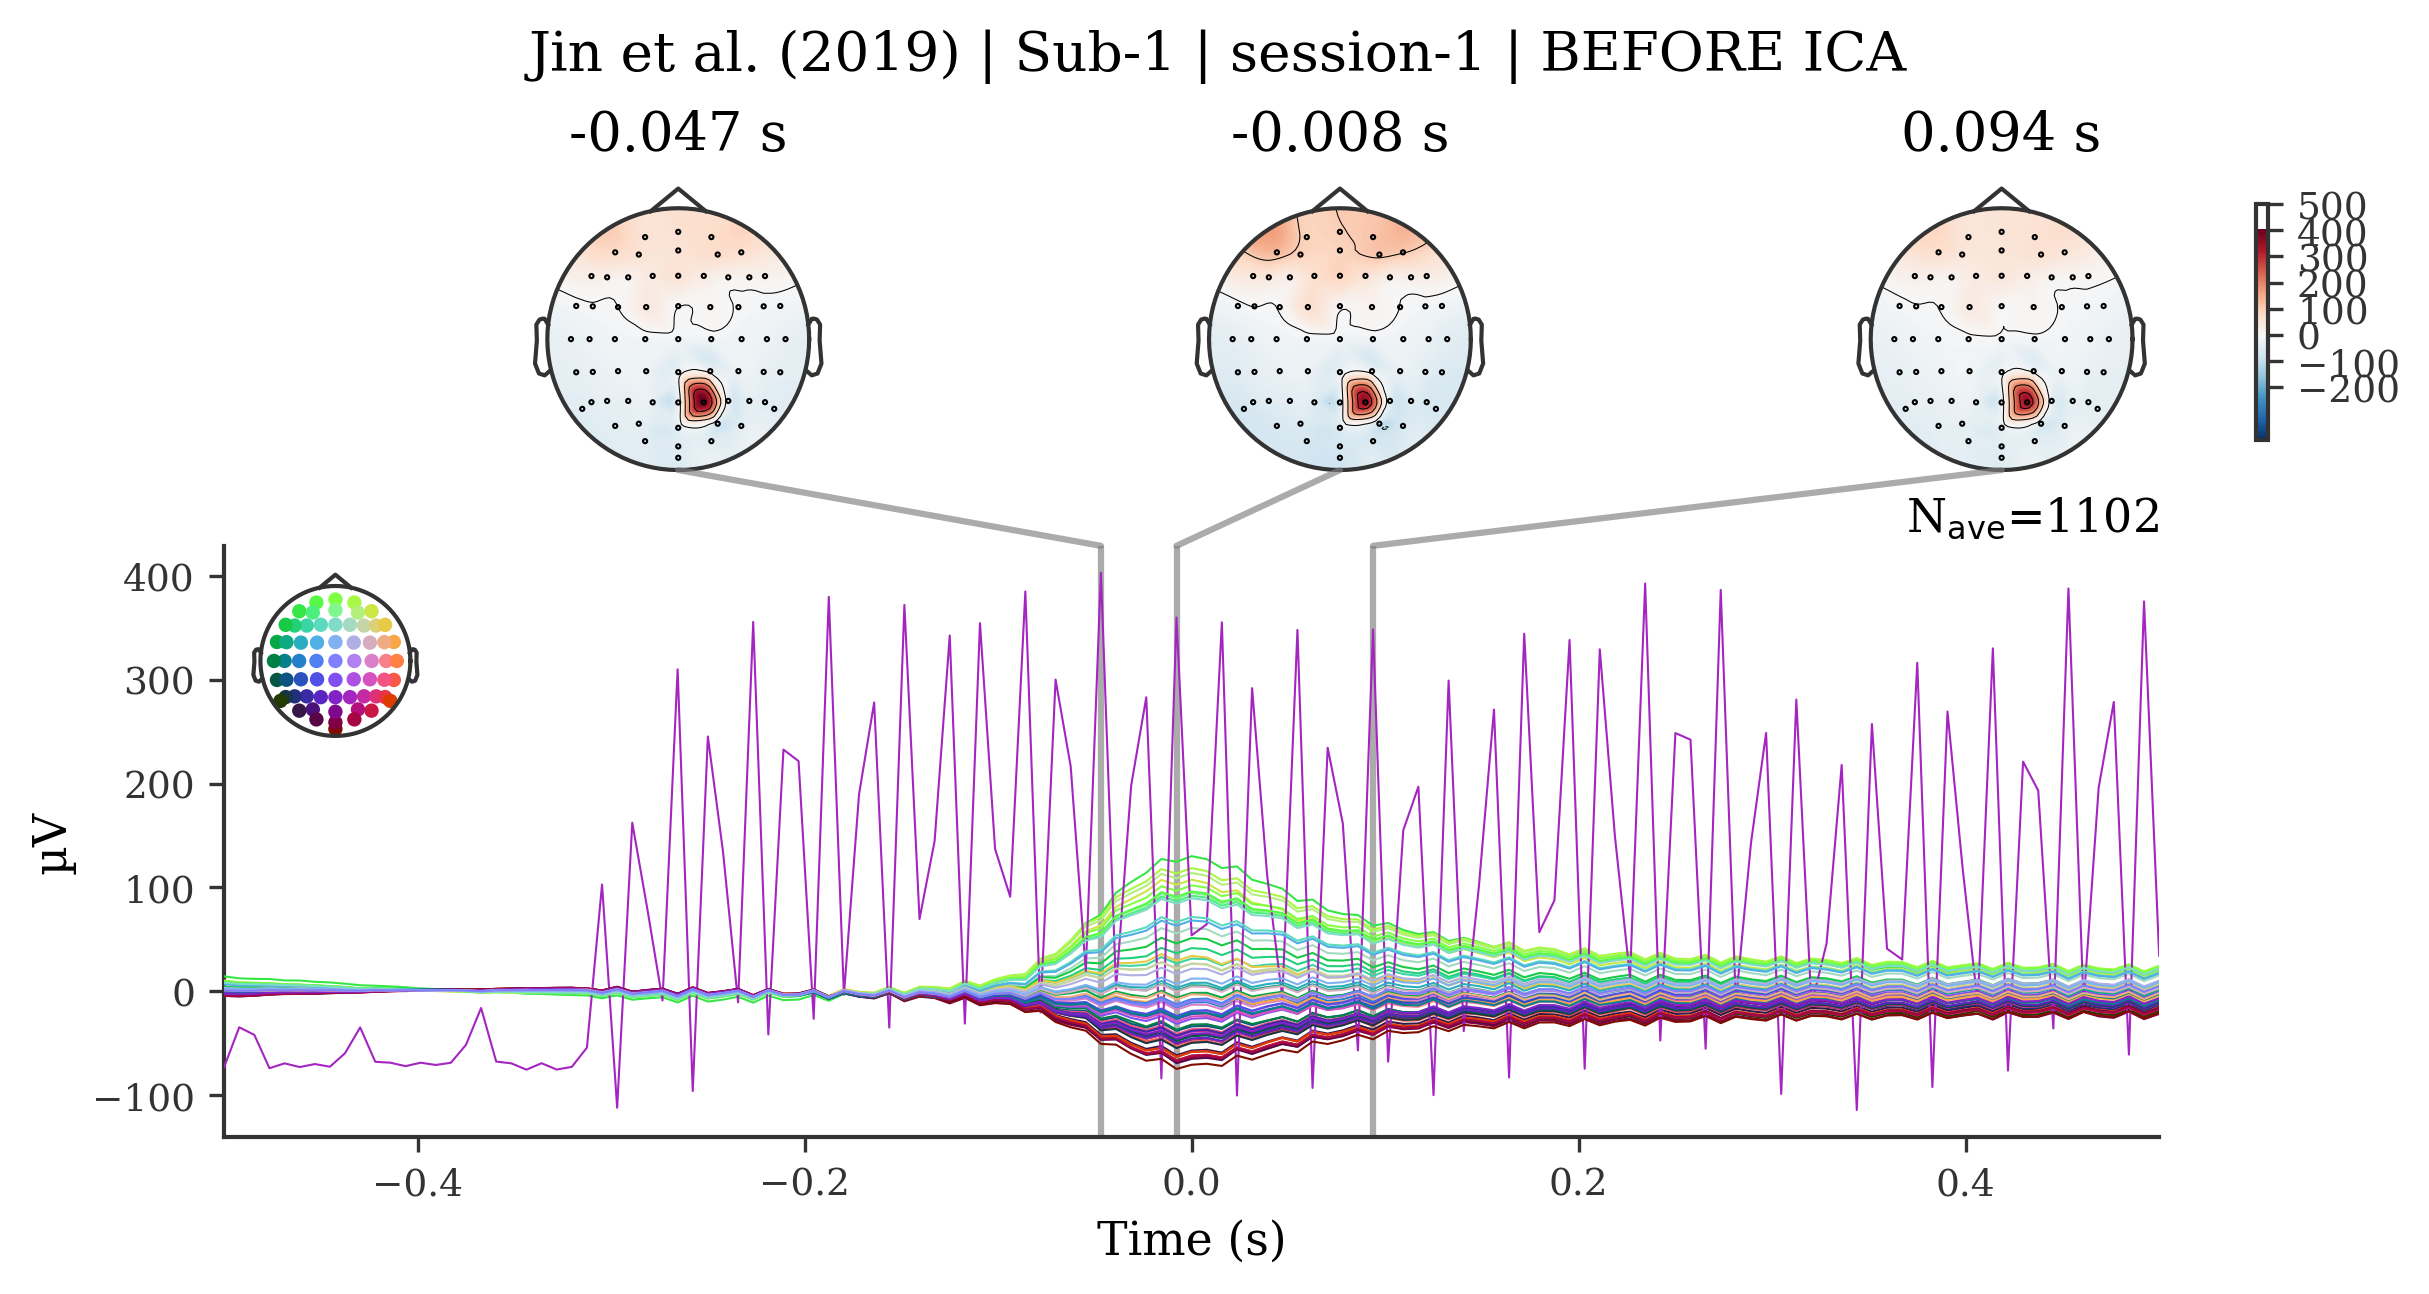 Jin et al. (2019) | Sub-1 | session-1 | BEFORE ICA
-0.047 s
-0.008 s
0.094 s
500
400
300
200
100
0
−100
−200
Nave=1102
400
300
200
100
0
−100
µV
−0.4
−0.2
0.0
0.2
0.4
Time (s)